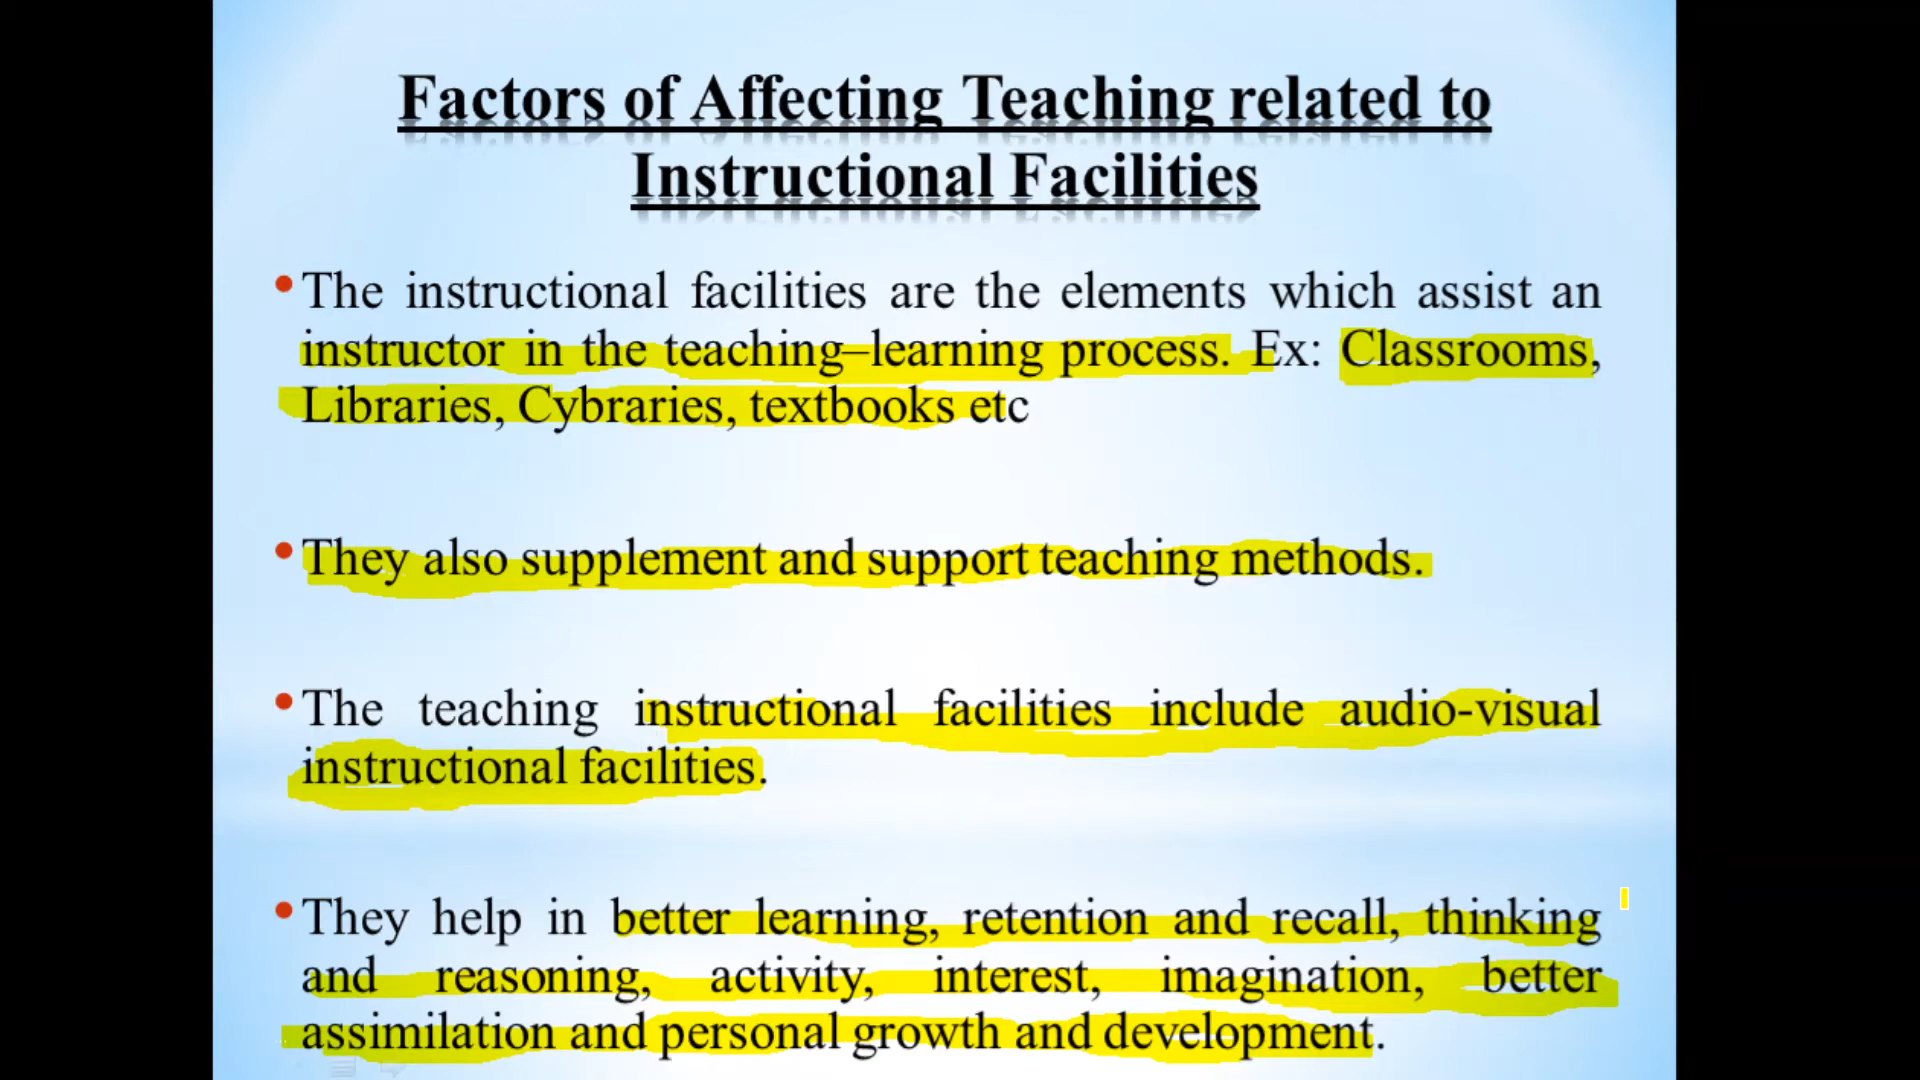 Factors of Affecting Teaching related to
Instructional Facilities
• The instructional facilities are the elements which assist an
instructor in the teaching–learning process. Ex: Classrooms,
Libraries, Cybraries, textbooks etc
• They also supplement and support teaching methods.
• The teaching instructional facilities include audio-visual
instructional facilities.
• They help in better learning, retention and recall, thinking
and reasoning, activity, interest, imagination, better
assimilation and personal growth and development.